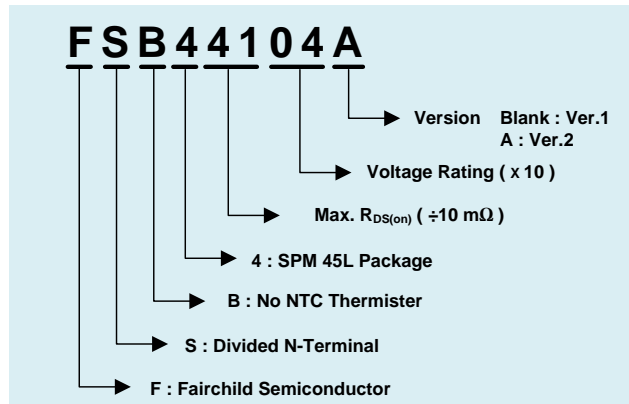 FSB44104A
Version Blank : Ver.1
A : Ver.2
Voltage Rating ( x 10 )
Max. RDS(on) ( ÷10 mΩ )
4 : SPM 45L Package
B : No NTC Thermister
S : Divided N-Terminal
F : Fairchild Semiconductor